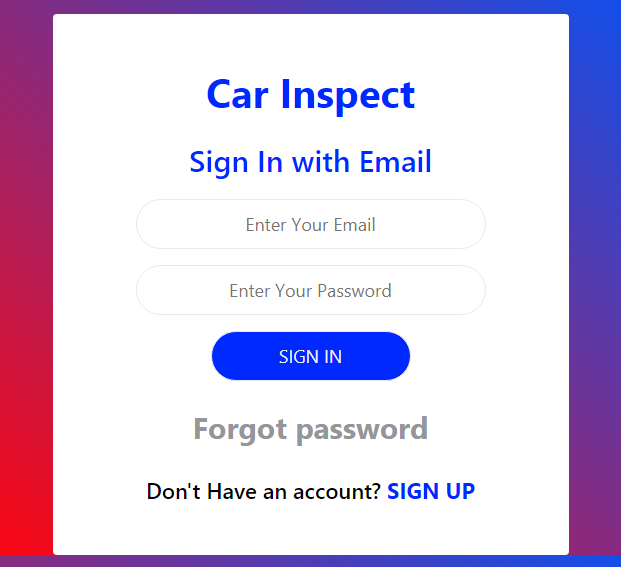 Car Inspect
Sign In with Email
Enter Your Email
Enter Your Password
SIGN IN
Forgot password
Don't Have an account? SIGN UP